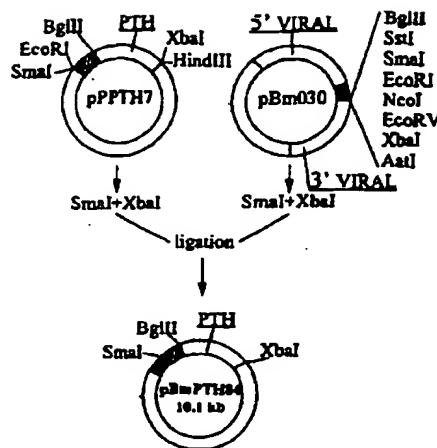 BglII PTH XbaI
EcoRI HindIII
SmaI
pPPTH7
5' VIRAL
pBm030
BglII
SstI
SmaI
EcoRI
NcoI
EcoRV
XbaI
AatI
3' VIRAL
SmaI+XbaI SmaI+XbaI
ligation
BglII PTH
SmaI XbaI
10.1 kb